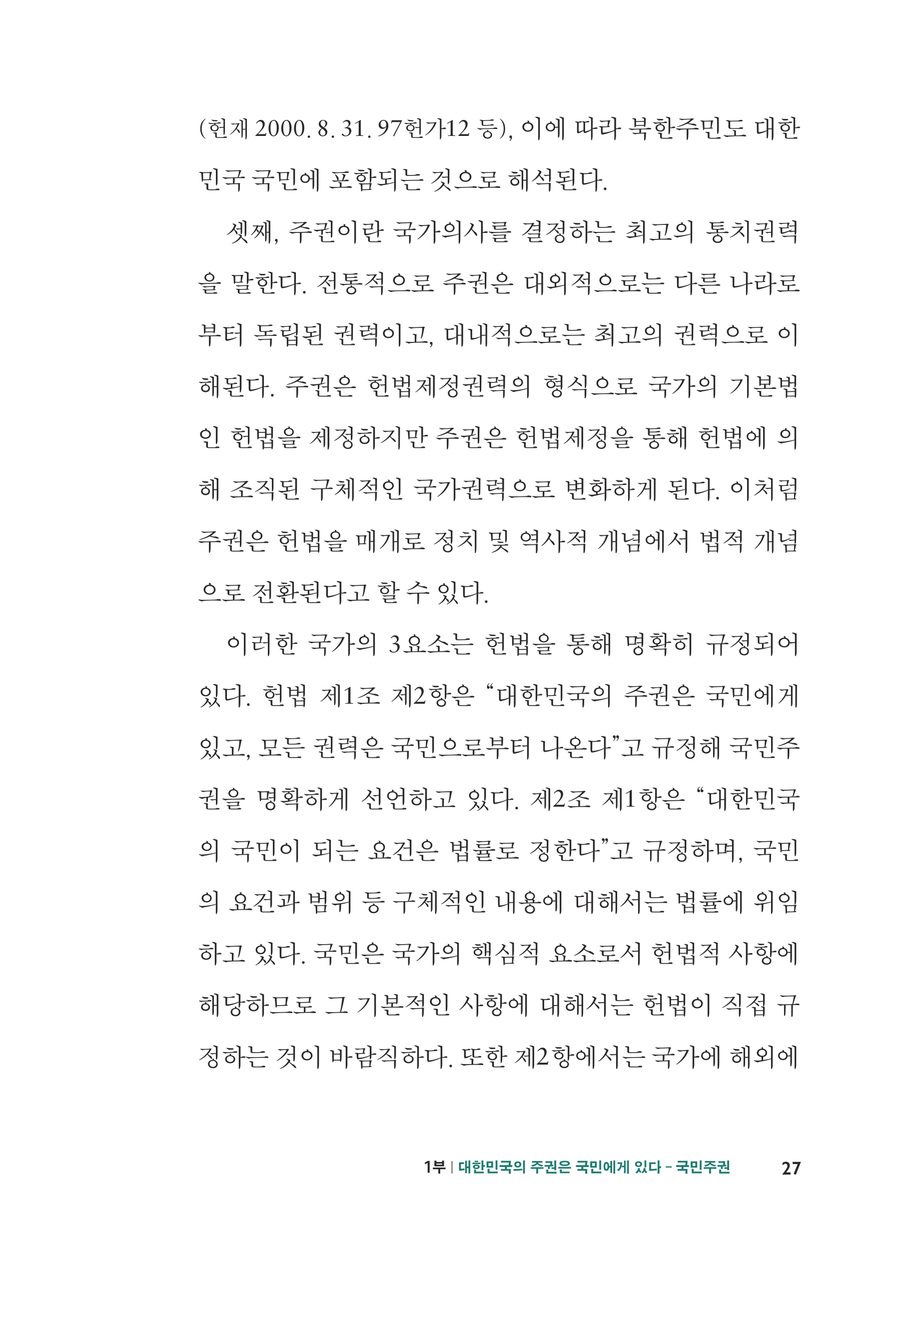 (헌재 2000. 8. 31. 97헌가12 등), 이에 따라 북한주민도 대한
민국 국민에 포함되는 것으로 해석된다.
셋째, 주권이란 국가의사를 결정하는 최고의 통치권력
을 말한다. 전통적으로 주권은 대외적으로는 다른 나라로
부터 독립된 권력이고, 대내적으로는 최고의 권력으로 이
해된다. 주권은 헌법제정권력의 형식으로 국가의 기본법
인 헌법을 제정하지만 주권은 헌법제정을 통해 헌법에 의
해 조직된 구체적인 국가권력으로 변화하게 된다. 이처럼
주권은 헌법을 매개로 정치 및 역사적 개념에서 법적 개념
으로 전환된다고 할 수 있다.
이러한 국가의 3요소는 헌법을 통해 명확히 규정되어
있다. 헌법 제1조 제2항은 “대한민국의 주권은 국민에게
있고, 모든 권력은 국민으로부터 나온다”고 규정해 국민주
권을 명확하게 선언하고 있다. 제2조 제1항은 “대한민국
의 국민이 되는 요건은 법률로 정한다”고 규정하며, 국민
의 요건과 범위 등 구체적인 내용에 대해서는 법률에 위임
하고 있다. 국민은 국가의 핵심적 요소로서 헌법적 사항에
해당하므로 그 기본적인 사항에 대해서는 헌법이 직접 규
정하는 것이 바람직하다. 또한 제2항에서는 국가에 해외에
1부 | 대한민국의 주권은 국민에게 있다 - 국민주권 27